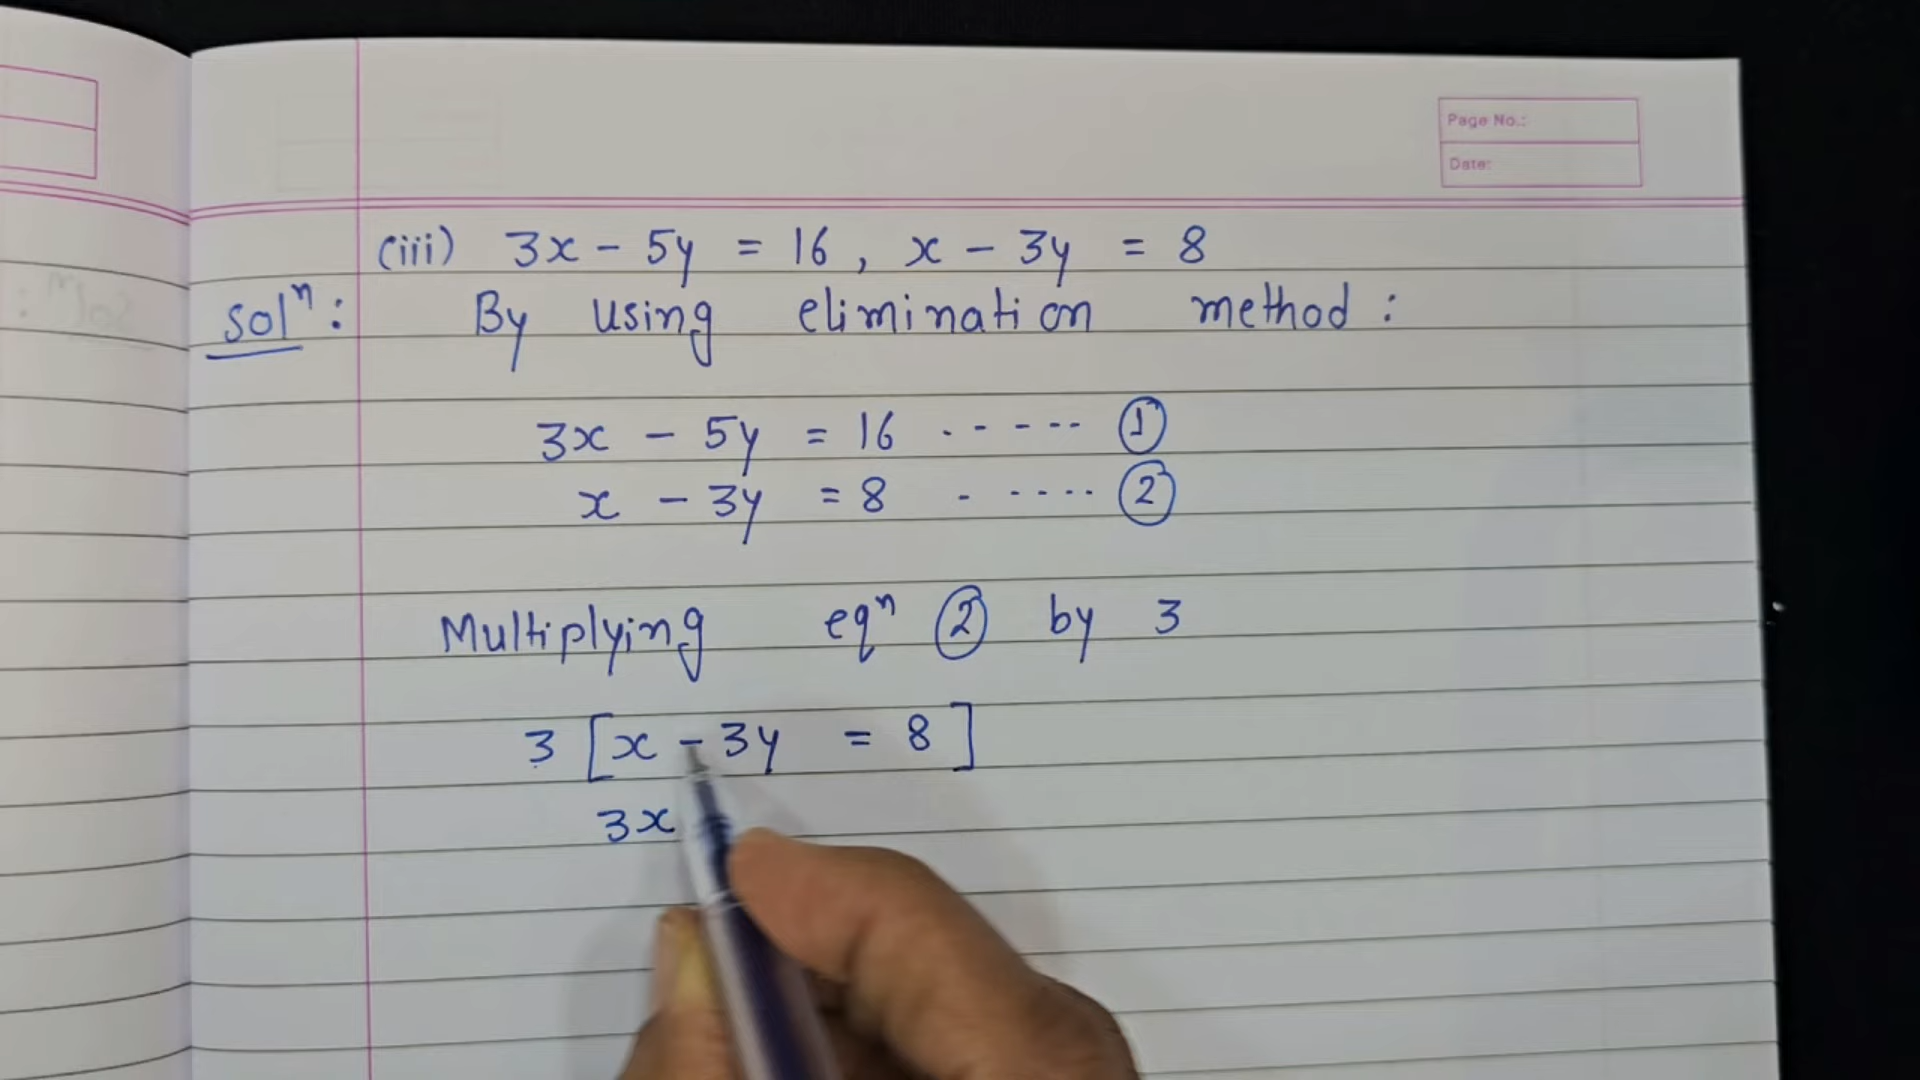 Page No.:
Date:
(iii) 3x - 5y = 16 , x - 3y = 8
solⁿ: By using elimination method :
3x - 5y = 16 ...... ①
x - 3y = 8 ..... ②
Multiplying eqⁿ ② by 3
3 [x - 3y = 8]
3x